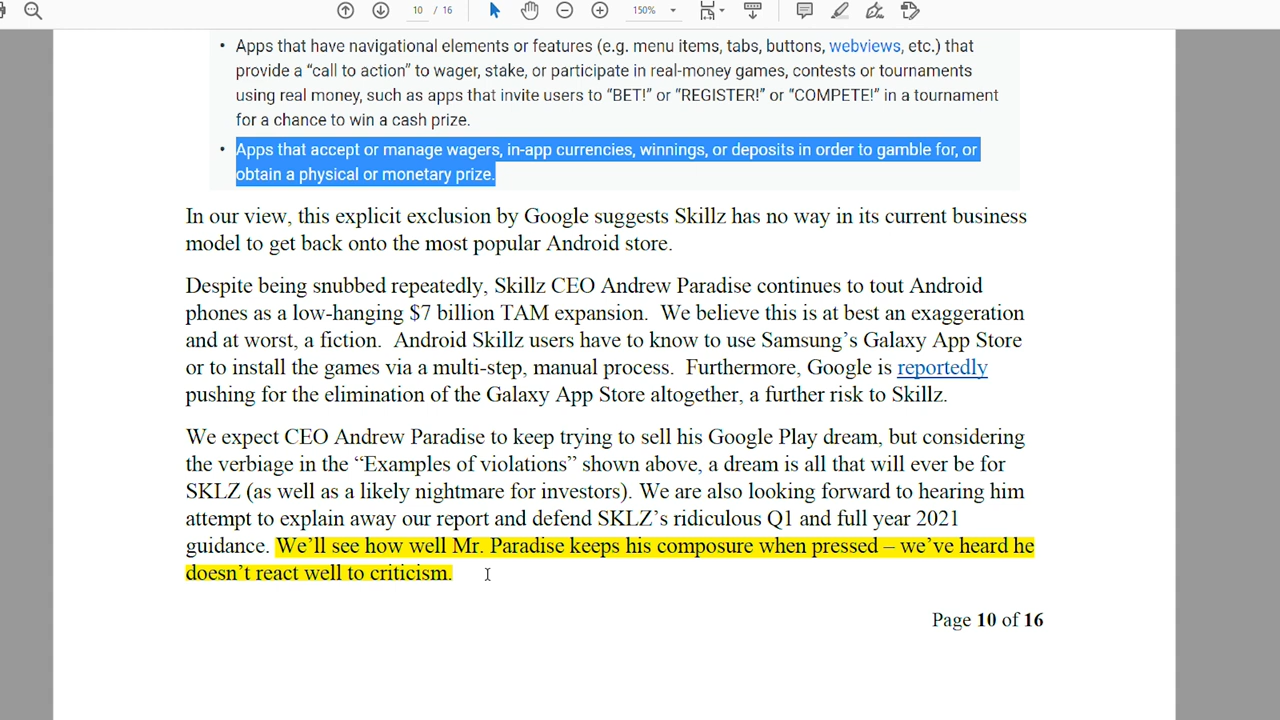 10 / 16
150%
• Apps that have navigational elements or features (e.g. menu items, tabs, buttons, webviews, etc.) that
provide a “call to action” to wager, stake, or participate in real-money games, contests or tournaments
using real money, such as apps that invite users to “BET!” or “REGISTER!” or “COMPETE!” in a tournament
for a chance to win a cash prize.
• Apps that accept or manage wagers, in-app currencies, winnings, or deposits in order to gamble for, or
obtain a physical or monetary prize.
In our view, this explicit exclusion by Google suggests Skillz has no way in its current business
model to get back onto the most popular Android store.
Despite being snubbed repeatedly, Skillz CEO Andrew Paradise continues to tout Android
phones as a low-hanging $7 billion TAM expansion.  We believe this is at best an exaggeration
and at worst, a fiction.  Android Skillz users have to know to use Samsung’s Galaxy App Store
or to install the games via a multi-step, manual process.  Furthermore, Google is reportedly
pushing for the elimination of the Galaxy App Store altogether, a further risk to Skillz.
We expect CEO Andrew Paradise to keep trying to sell his Google Play dream, but considering
the verbiage in the “Examples of violations” shown above, a dream is all that will ever be for
SKLZ (as well as a likely nightmare for investors). We are also looking forward to hearing him
attempt to explain away our report and defend SKLZ’s ridiculous Q1 and full year 2021
guidance. We’ll see how well Mr. Paradise keeps his composure when pressed – we’ve heard he
doesn’t react well to criticism.
Page 10 of 16